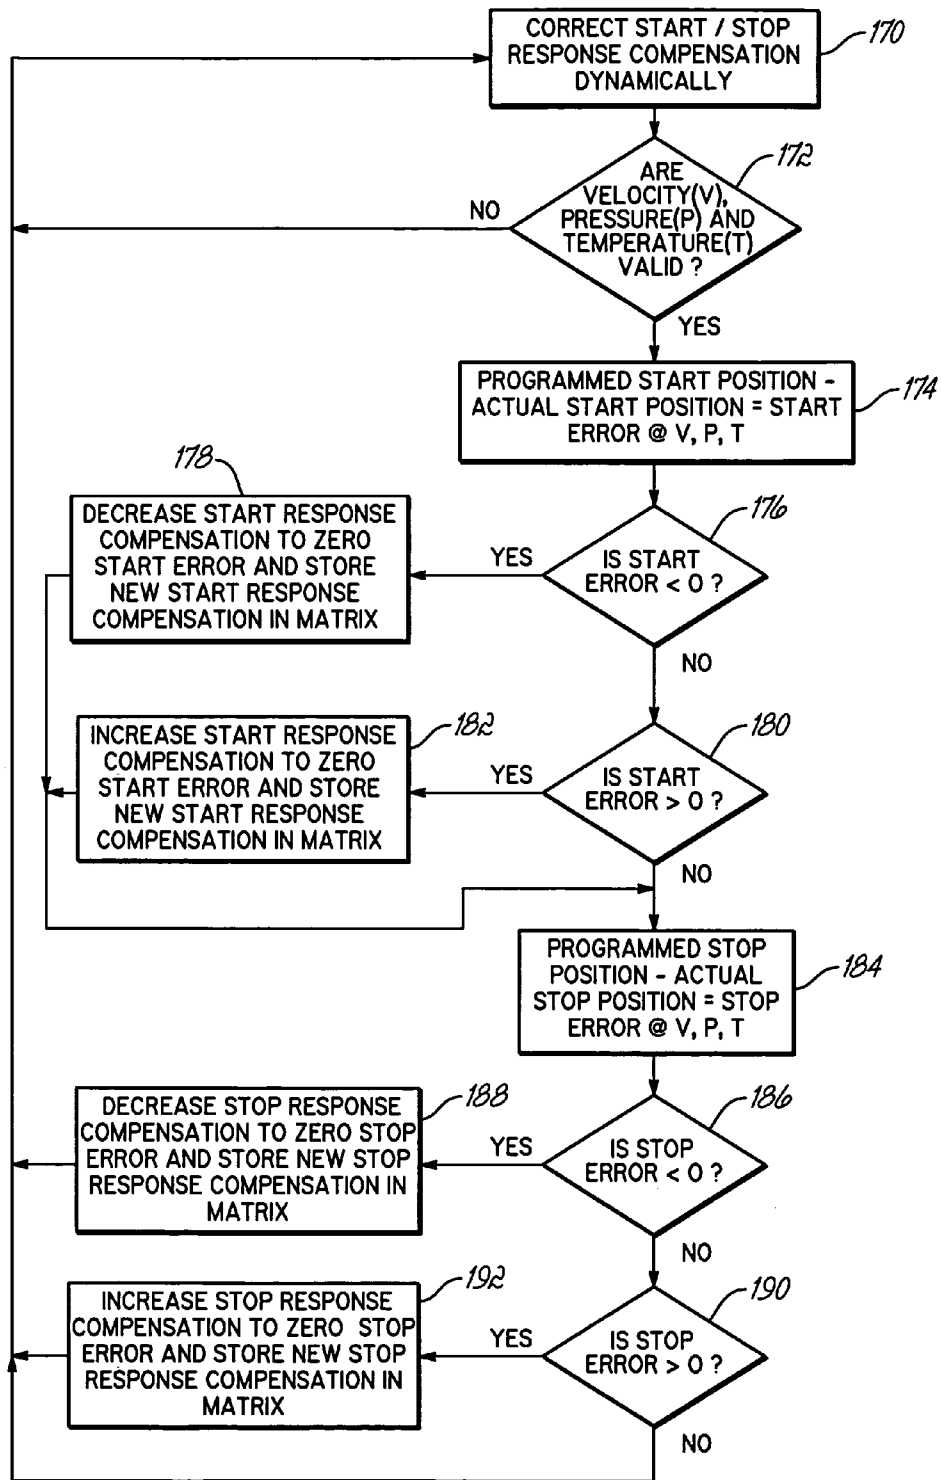 CORRECT START / STOP
RESPONSE COMPENSATION
DYNAMICALLY
170
ARE
VELOCITY(V),
PRESSURE(P) AND
TEMPERATURE(T)
VALID ?
172
NO
YES
PROGRAMMED START POSITION -
ACTUAL START POSITION = START
ERROR @ V, P, T
174
178
DECREASE START RESPONSE
COMPENSATION TO ZERO
START ERROR AND STORE
NEW START RESPONSE
COMPENSATION IN MATRIX
YES
IS START
ERROR < 0 ?
176
NO
INCREASE START RESPONSE
COMPENSATION TO ZERO
START ERROR AND STORE
NEW START RESPONSE
COMPENSATION IN MATRIX
182
YES
IS START
ERROR > 0 ?
180
NO
PROGRAMMED STOP
POSITION - ACTUAL
STOP POSITION = STOP
ERROR @ V, P, T
184
DECREASE STOP RESPONSE
COMPENSATION TO ZERO STOP
ERROR AND STORE NEW STOP
RESPONSE COMPENSATION IN
MATRIX
188
YES
IS STOP
ERROR < 0 ?
186
NO
INCREASE STOP RESPONSE
COMPENSATION TO ZERO STOP
ERROR AND STORE NEW STOP
RESPONSE COMPENSATION IN
MATRIX
192
YES
IS STOP
ERROR > 0 ?
190
NO